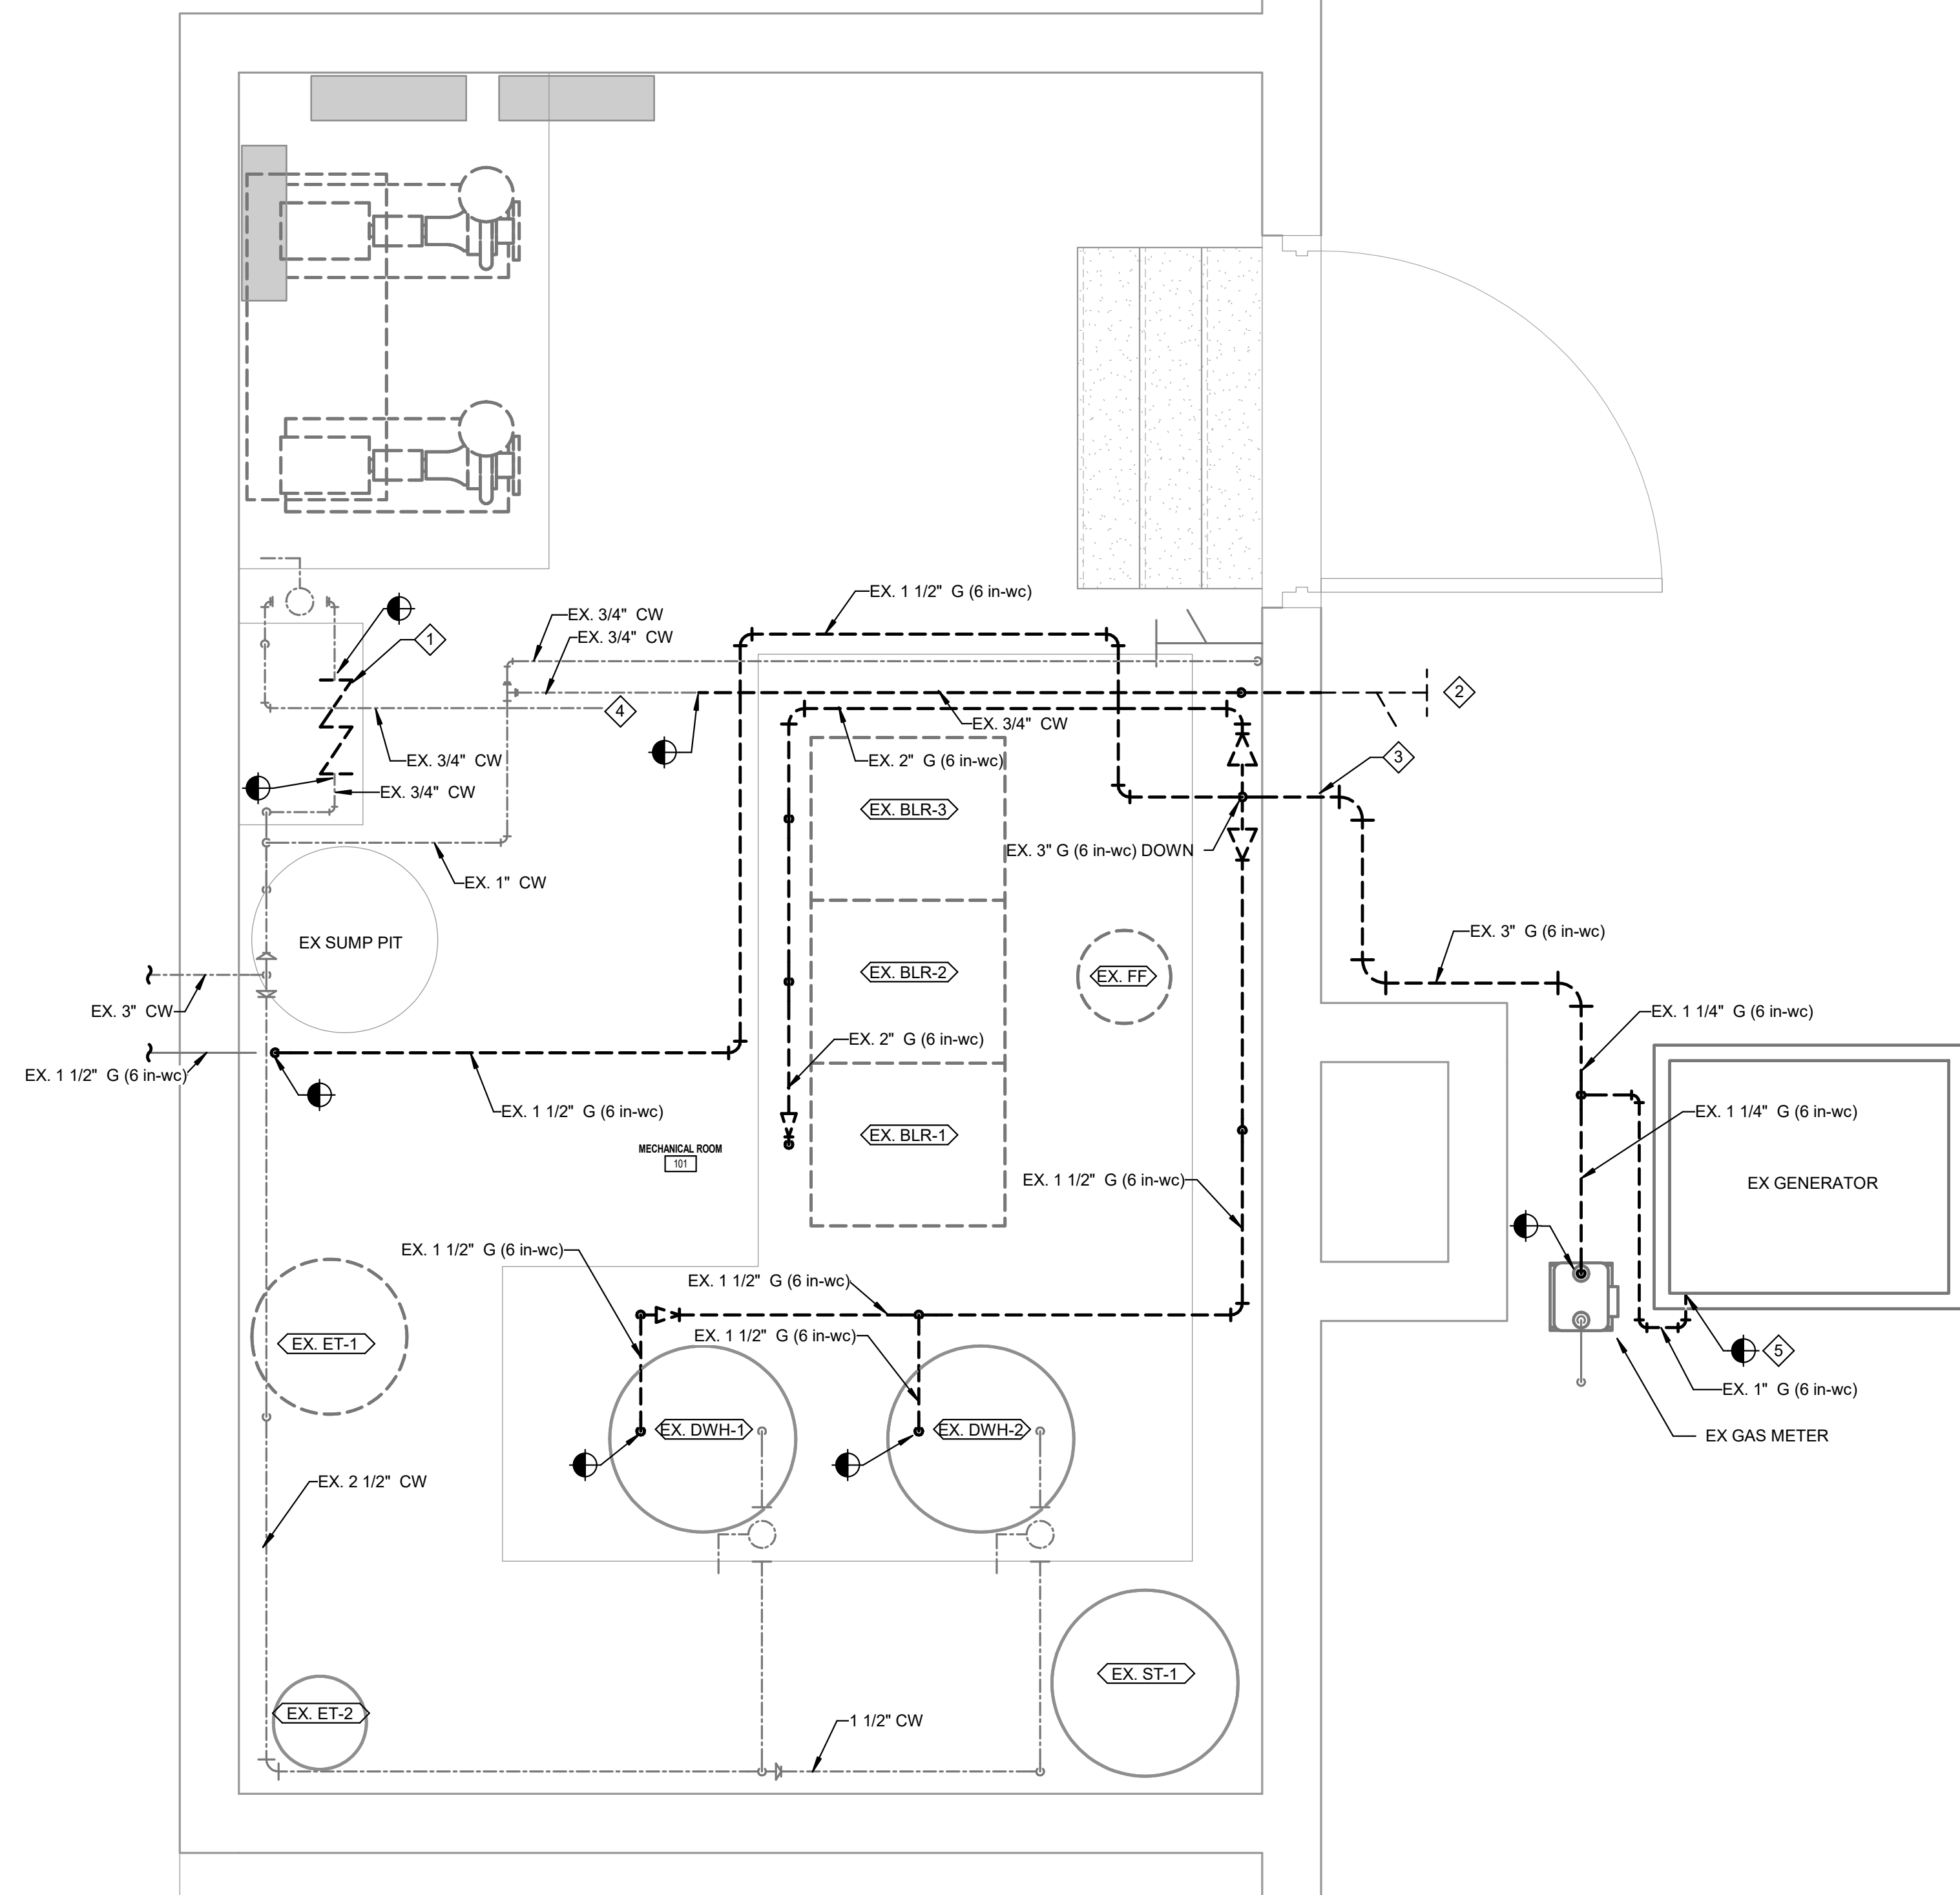 EX. 1 1/2"  G (6 in-wc)
EX. 3/4"  CW
EX. 3/4"  CW
1
2
4
EX. 3/4"  CW
3
EX. 3/4"  CW
EX. 2"  G (6 in-wc)
EX. 3/4"  CW
EX. BLR-3
EX. 3" G (6 in-wc) DOWN
EX. 1"  CW
EX. 3"  G (6 in-wc)
EX SUMP PIT
EX. BLR-2
EX. FF
EX. 3"  CW
EX. 1 1/4"  G (6 in-wc)
EX. 2"  G (6 in-wc)
EX. 1 1/2"  G (6 in-wc)
EX. 1 1/2"  G (6 in-wc)
EX. 1 1/4"  G (6 in-wc)
EX. BLR-1
MECHANICAL ROOM
101
EX. 1 1/2"  G (6 in-wc)
EX GENERATOR
EX. 1 1/2"  G (6 in-wc)
EX. 1 1/2"  G (6 in-wc)
EX. 1 1/2"  G (6 in-wc)
EX. ET-1
5
EX. 1"  G (6 in-wc)
EX. DWH-1
EX. DWH-2
EX GAS METER
EX. 2 1/2"  CW
EX. ST-1
EX. ET-2
1 1/2" CW